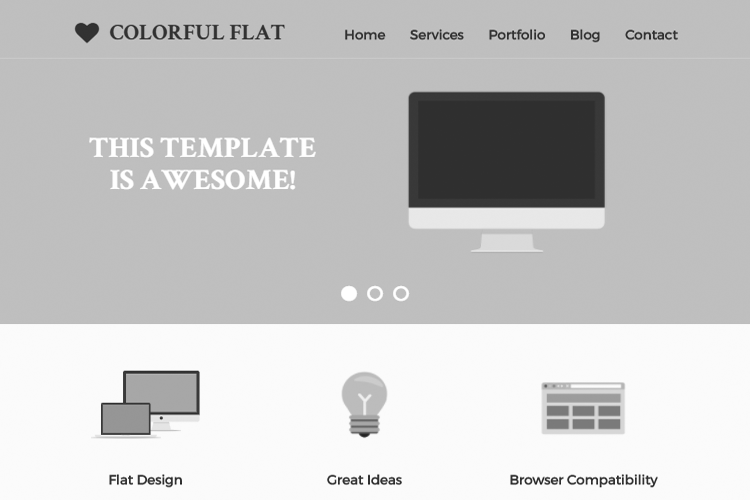 COLORFUL FLAT
Home Services Portfolio Blog Contact
THIS TEMPLATE
IS AWESOME!
Flat Design Great Ideas Browser Compatibility